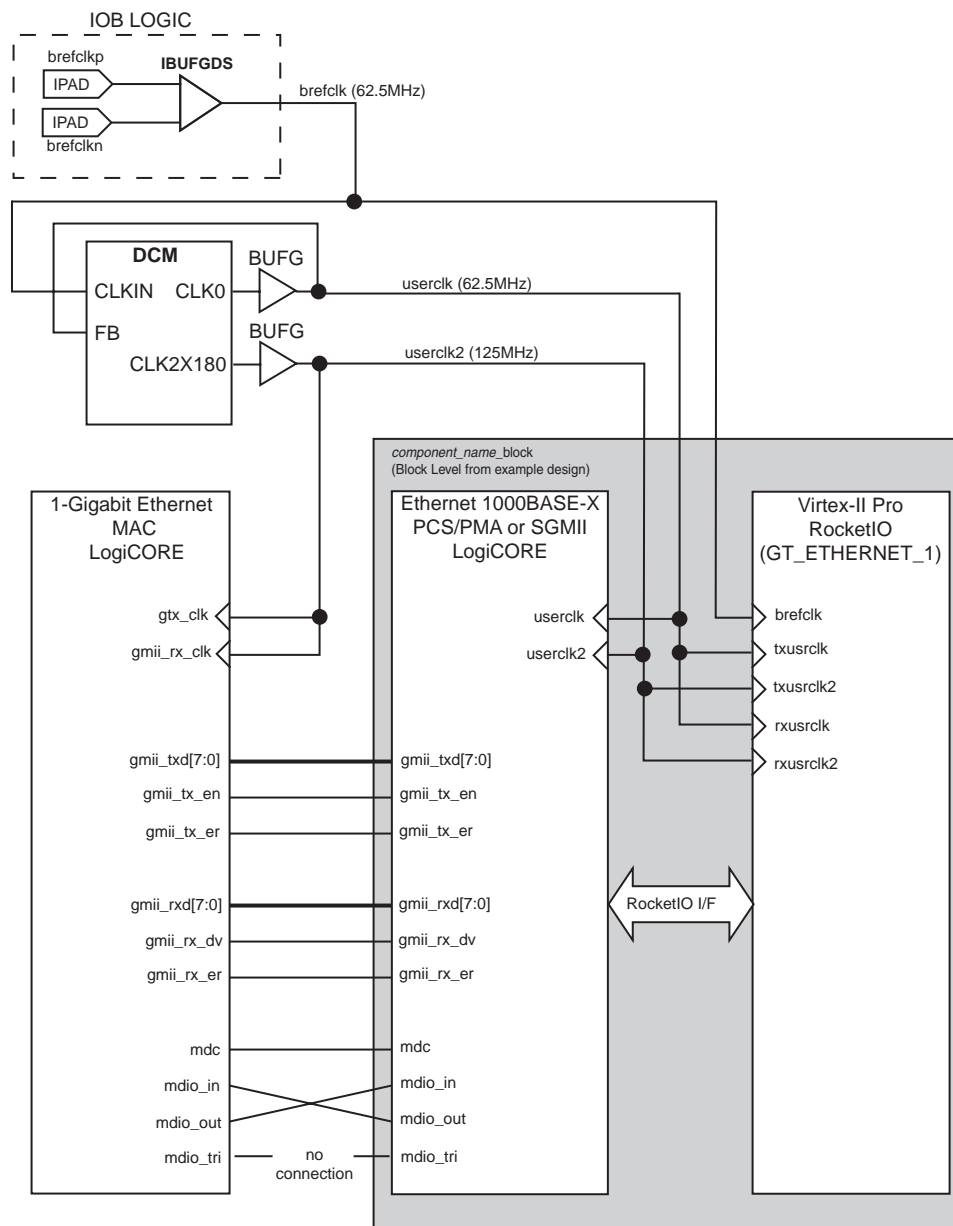 IOB LOGIC
brefclkp
IBUFGDS
IPAD
brefclk (62.5MHz)
IPAD
brefclkn
DCM
BUFG
CLKIN
CLK0
userclk (62.5MHz)
FB
BUFG
CLK2X180
userclk2 (125MHz)
component_name_block
(Block Level from example design)
1-Gigabit Ethernet
MAC
LogiCORE
gtx_clk
gmii_rx_clk
gmii_txd[7:0]
gmii_tx_en
gmii_tx_er
gmii_rxd[7:0]
gmii_rx_dv
gmii_rx_er
mdc
mdio_in
mdio_out
mdio_tri
no
connection
Ethernet 1000BASE-X
PCS/PMA or SGMII
LogiCORE
userclk
userclk2
gmii_txd[7:0]
gmii_tx_en
gmii_tx_er
gmii_rxd[7:0]
gmii_rx_dv
gmii_rx_er
mdc
mdio_in
mdio_out
mdio_tri
RocketIO I/F
Virtex-II Pro
RocketIO
(GT_ETHERNET_1)
brefclk
txusrclk
txusrclk2
rxusrclk
rxusrclk2